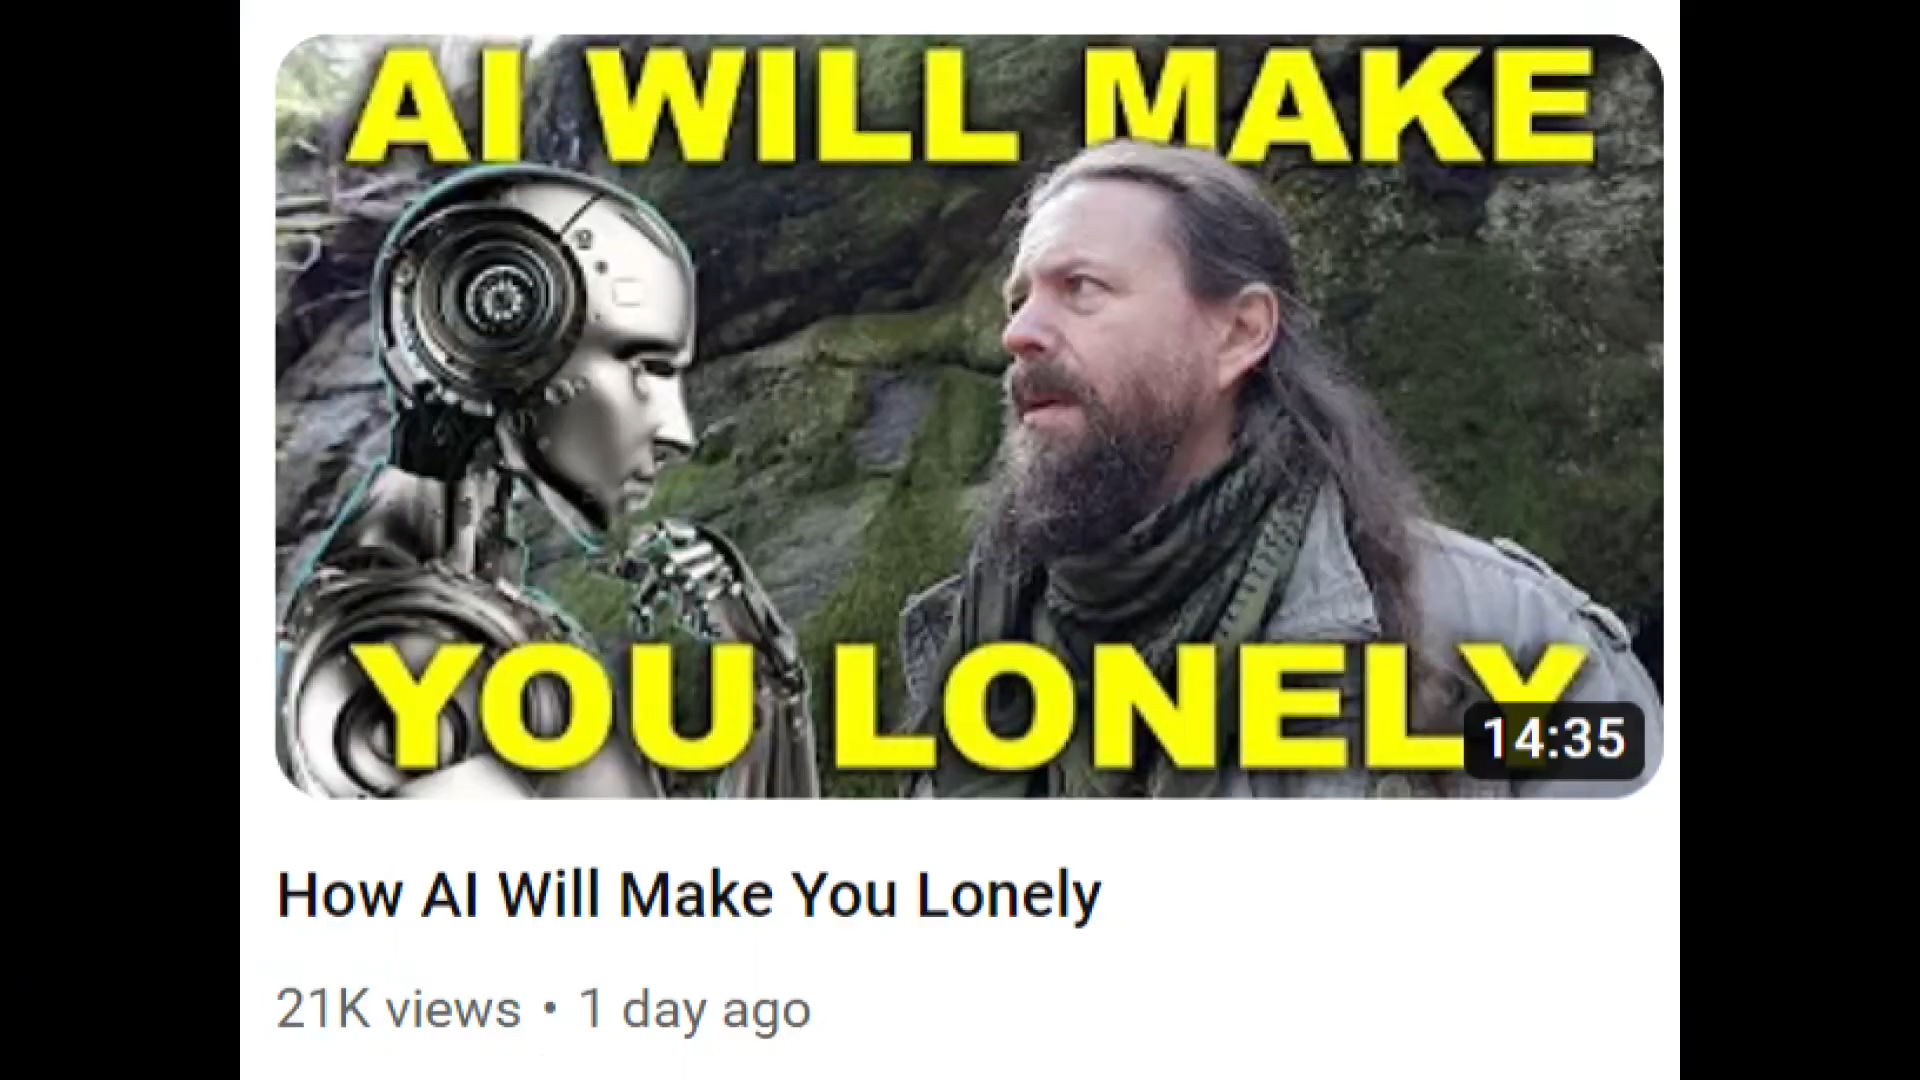 AI WILL MAKE
YOU LONELY
14:35
How AI Will Make You Lonely
21K views • 1 day ago